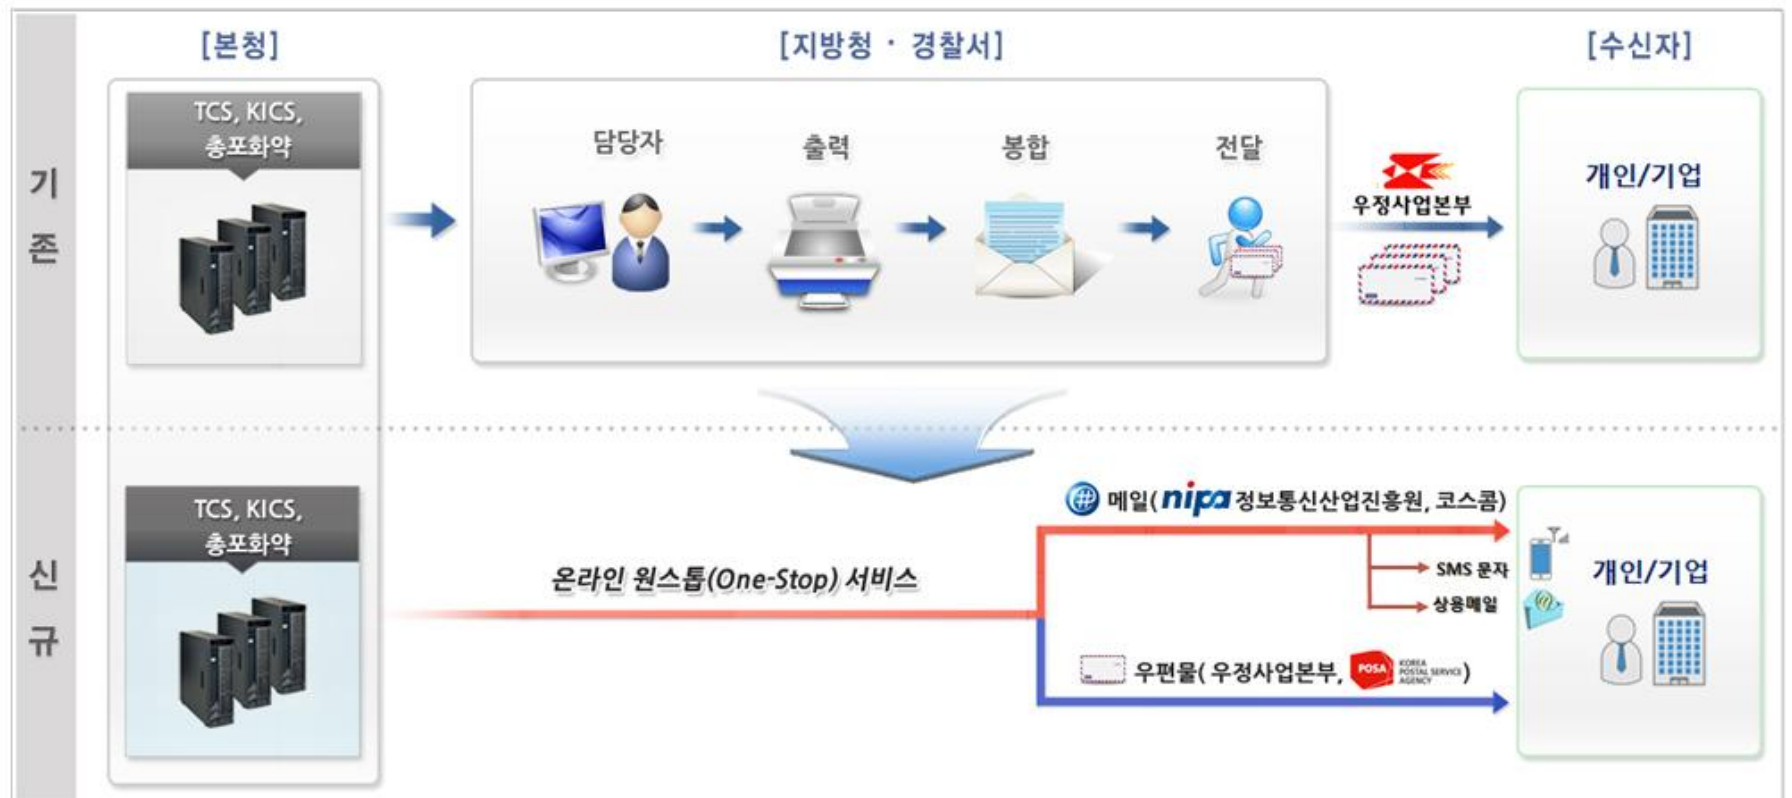 [본청]
[지방청 · 경찰서]
[수신자]
기존
TCS, KICS,
총포화약
담당자
출력
봉합
전달
우정사업본부
개인/기업
신규
TCS, KICS,
총포화약
온라인 원스톱(One-Stop) 서비스
# 메일( nipa 정보통신산업진흥원, 코스콤)
SMS 문자
상용메일
개인/기업
우편물( 우정사업본부, POSA KOREA
POSTAL SERVICE
AGENCY )